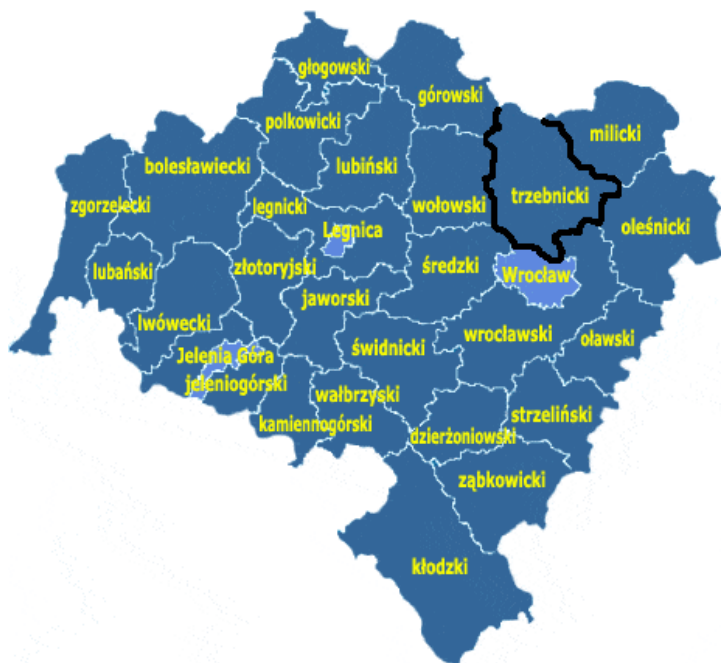 głogowski
górowski
polkowicki
milicki
bolesławiecki
lubiński
trzebnicki
zgorzelecki
legnicki
wołowski
oleśnicki
Legnica
lubański
złotoryjski
średzki
Wrocław
jaworski
lwówecki
wrocławski
oławski
Jelenia Góra
świdnicki
jeleniogórski
wałbrzyski
strzeliński
kamiennogórski
dzierżoniowski
ząbkowicki
kłodzki